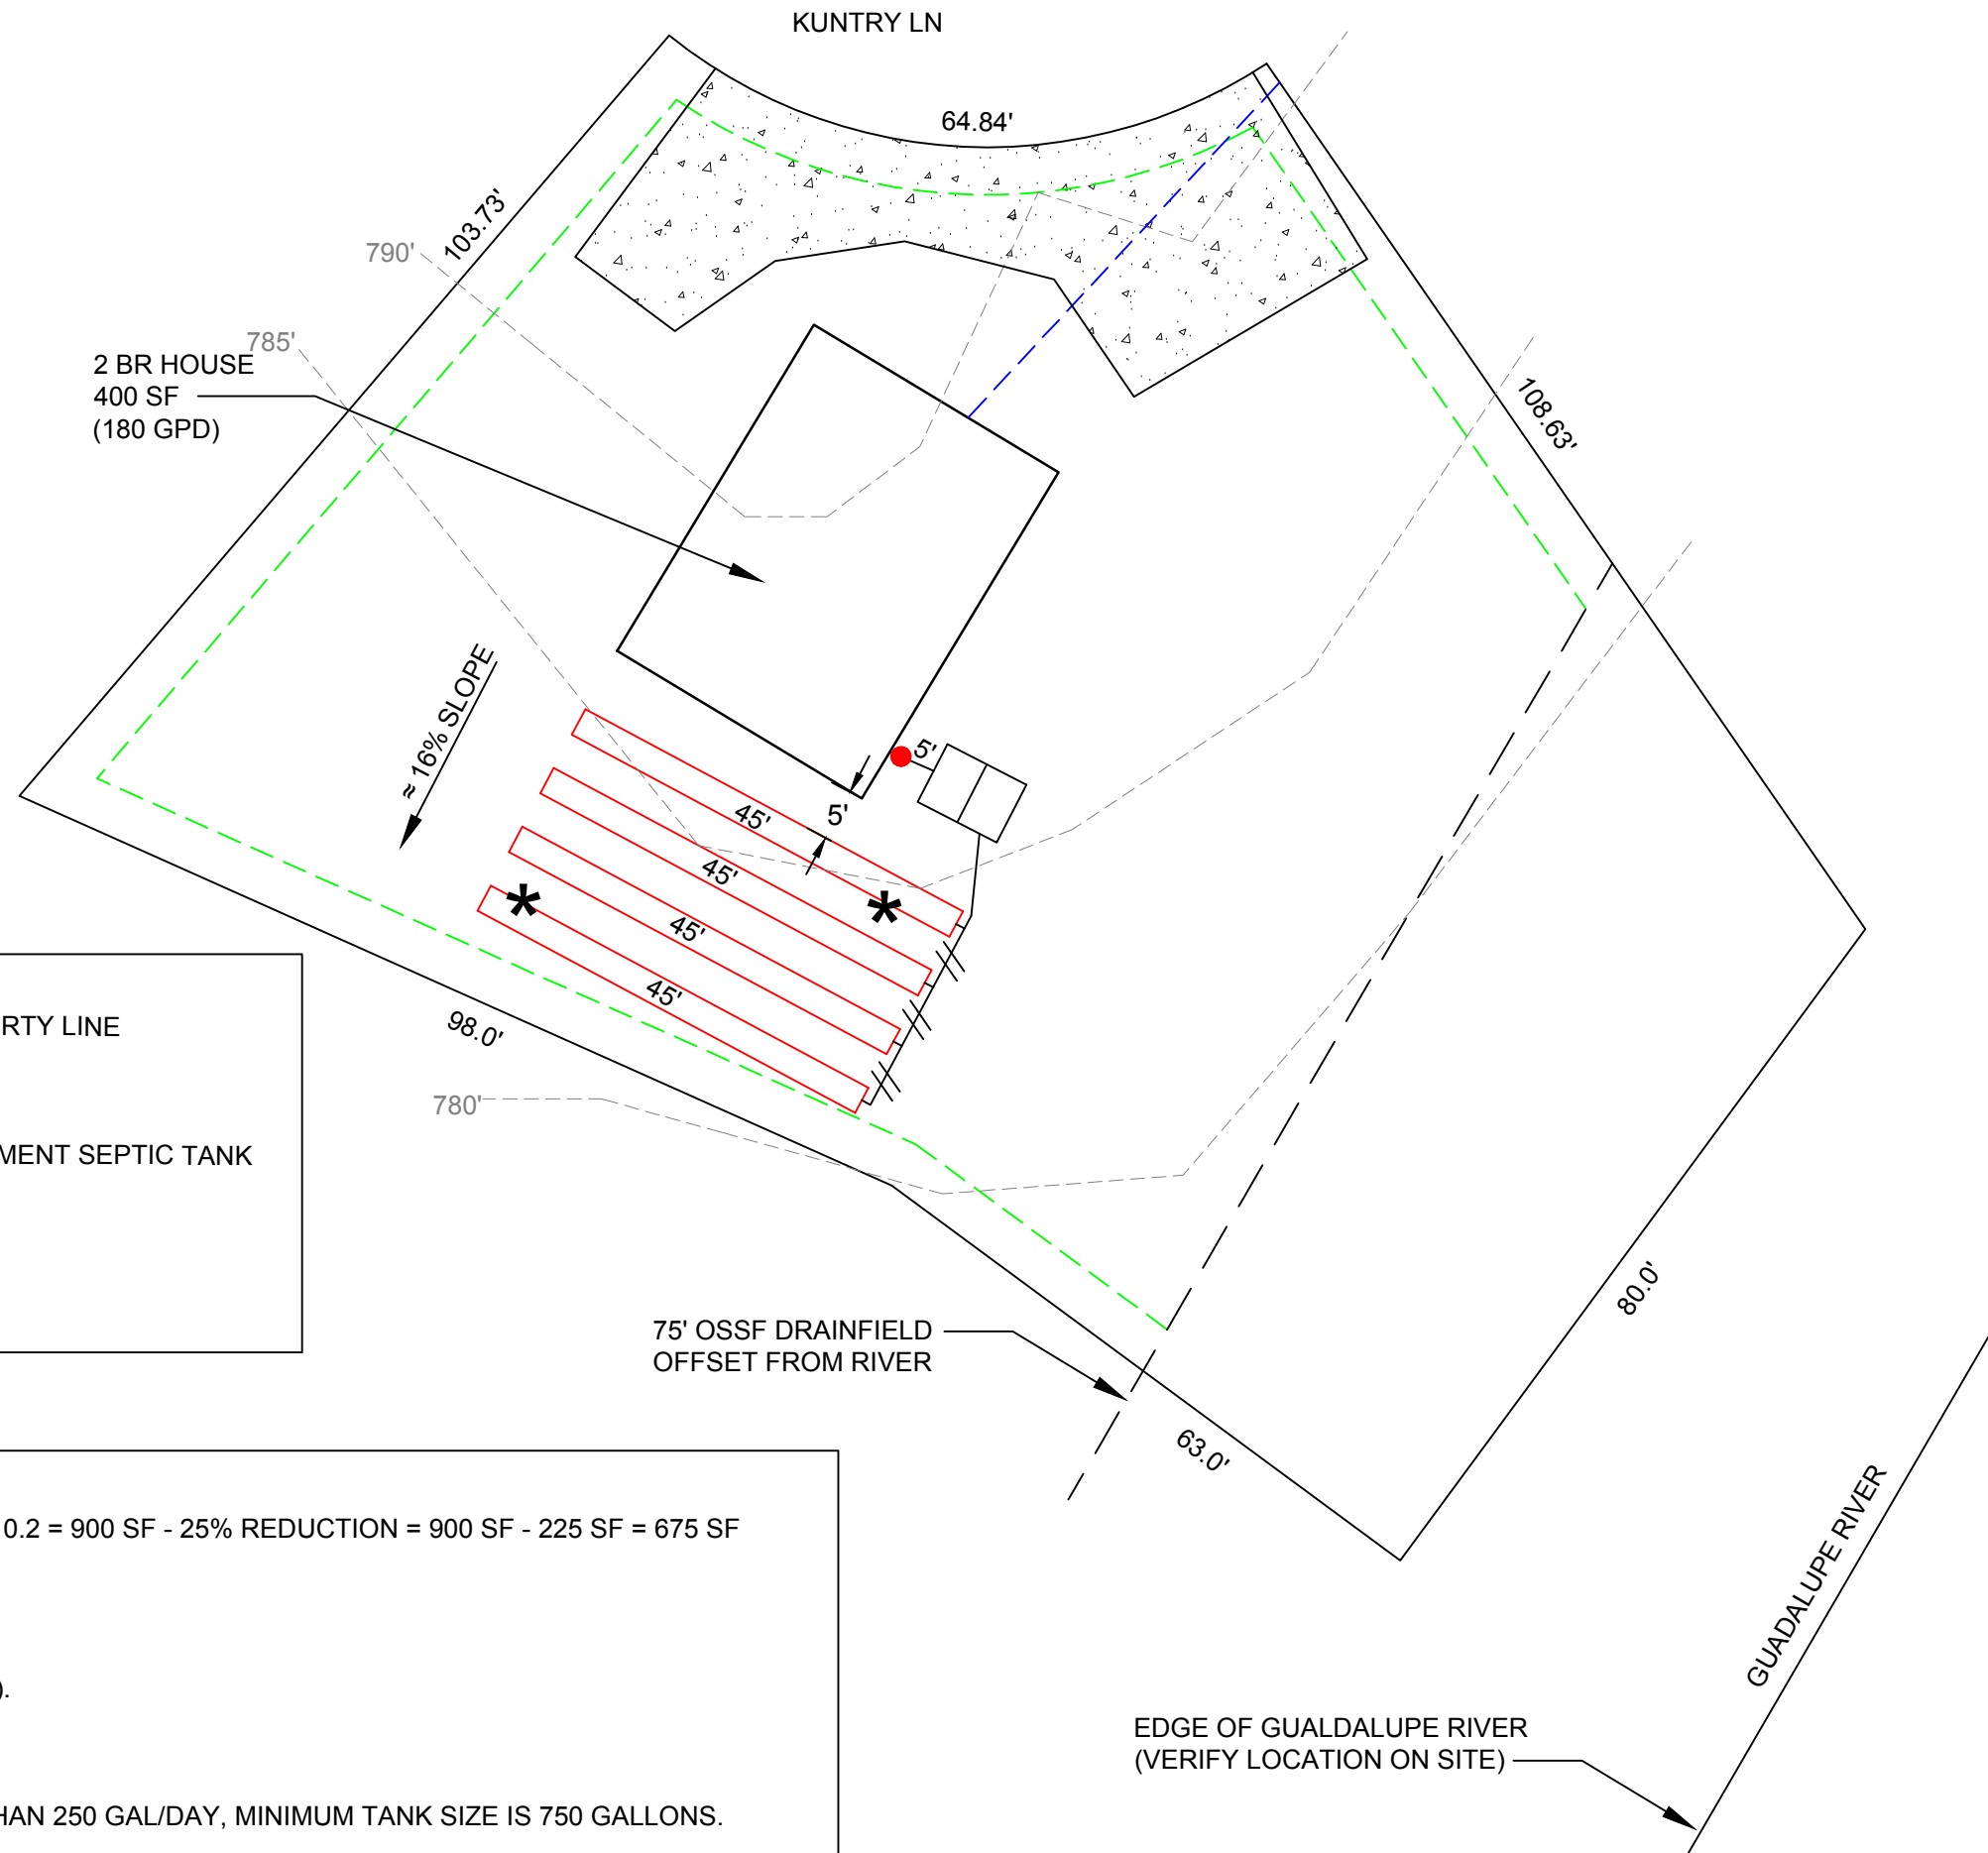 KUNTRY LN
64.84'
103.73'
790'
785'
2 BR HOUSE
400 SF
(180 GPD)
108.63'
≈ 16% SLOPE
5'
5'
45'
45'
45'
45'
*
*
98.0'
RTY LINE
780'
MENT SEPTIC TANK
75' OSSF DRAINFIELD
OFFSET FROM RIVER
80.0'
63.0'
0.2 = 900 SF - 25% REDUCTION = 900 SF - 225 SF = 675 SF
GUADALUPE RIVER
).
EDGE OF GUALDALUPE RIVER
(VERIFY LOCATION ON SITE)
HAN 250 GAL/DAY, MINIMUM TANK SIZE IS 750 GALLONS.